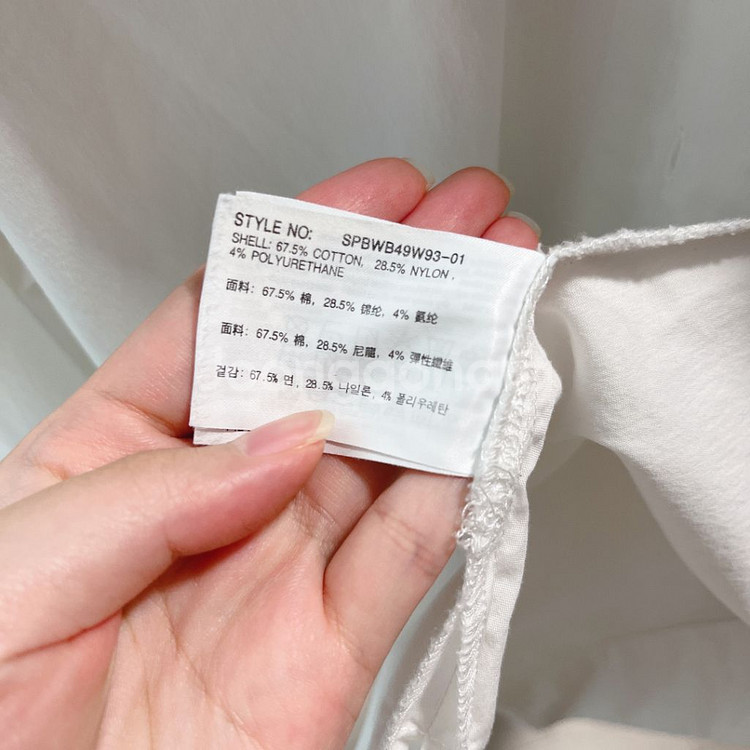 STYLE NO: SPBWB49W93-01
SHELL: 67.5% COTTON, 28.5% NYLON,
4% POLYURETHANE
面料: 67.5% 棉, 28.5% 锦纶, 4% 氨纶
面料: 67.5% 棉, 28.5% 尼龍, 4% 彈性纖維
겉감: 67.5% 면, 28.5% 나일론, 4% 폴리우레탄